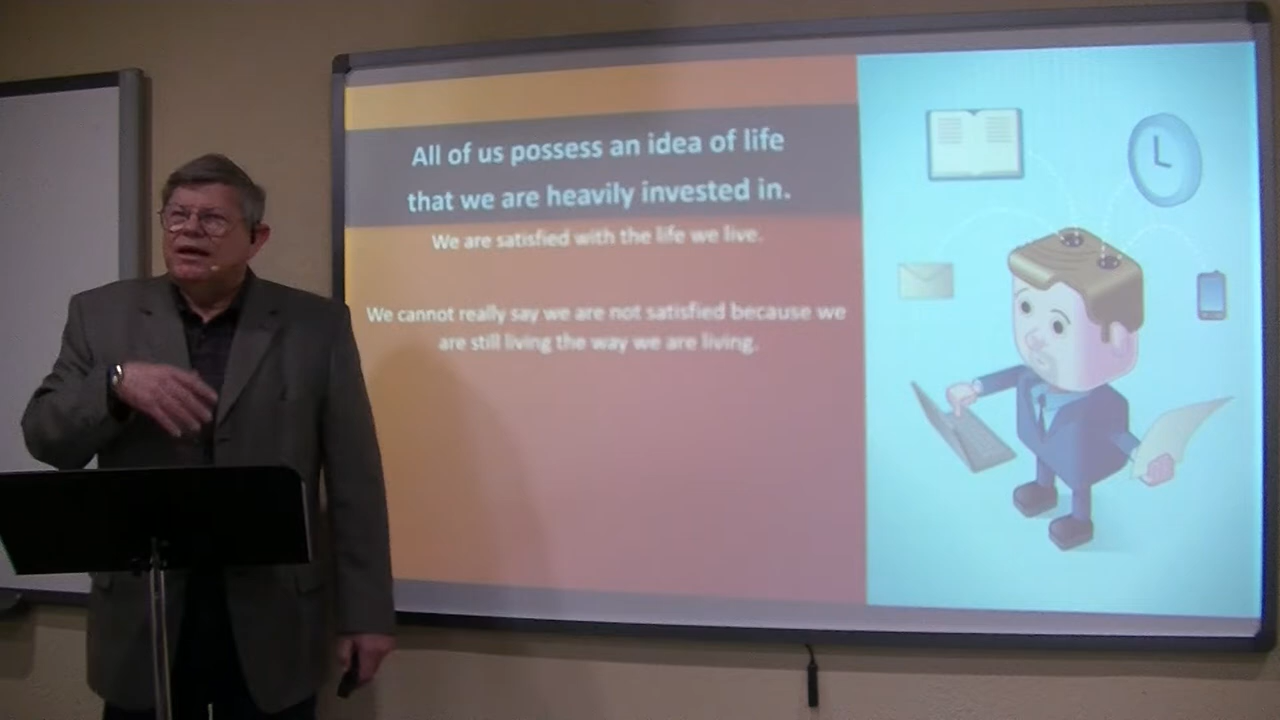 All of us possess an idea of life
that we are heavily invested in.
We are satisfied with the life we live.
We cannot really say we are not satisfied because we
are still living the way we are living.